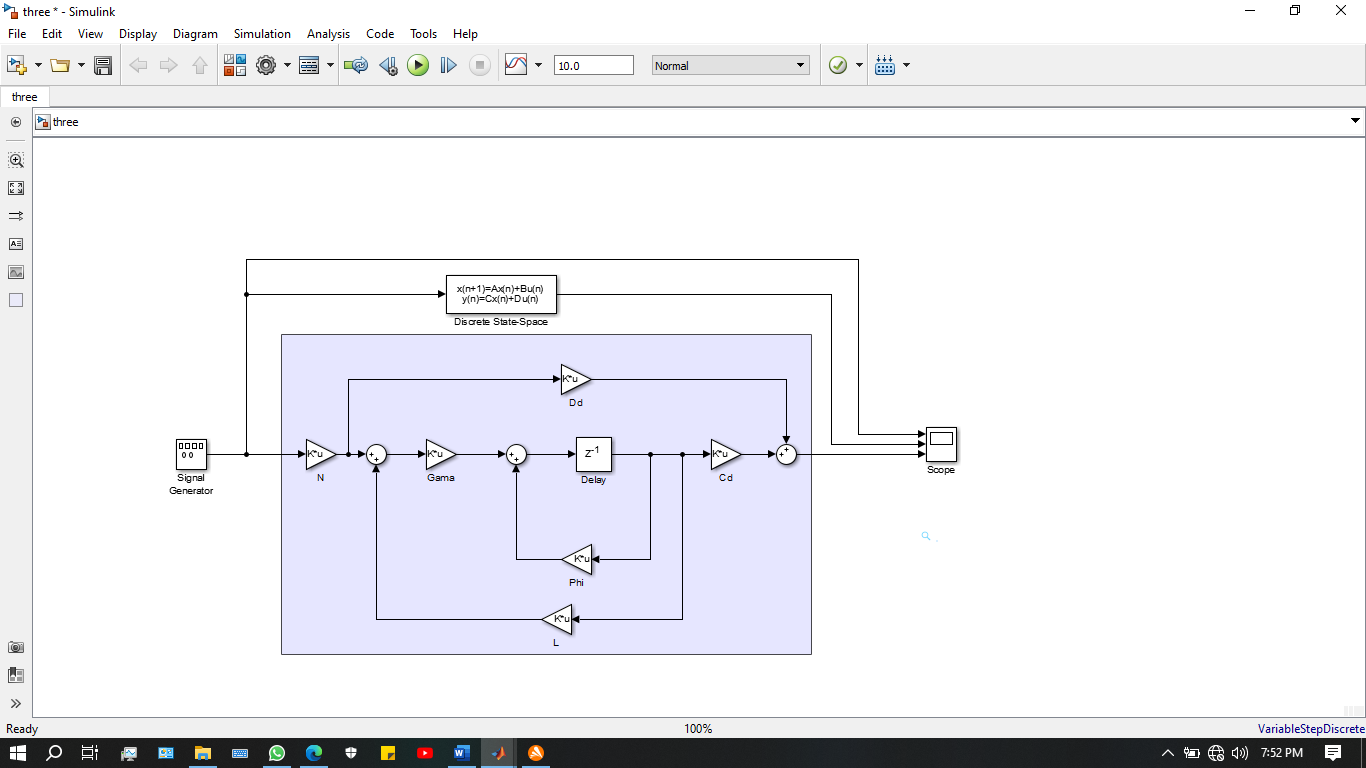 three * - Simulink
File Edit View Display Diagram Simulation Analysis Code Tools Help
10.0
Normal
three
three
x(n+1)=Ax(n)+Bu(n)
y(n)=Cx(n)+Du(n)
Discrete State-Space
K*u
Dd
Signal
Generator
K*u
N
K*u
Gama
Z-1
Delay
K*u
Cd
Scope
K*u
Phi
K*u
L
Ready
100%
VariableStepDiscrete
7:52 PM